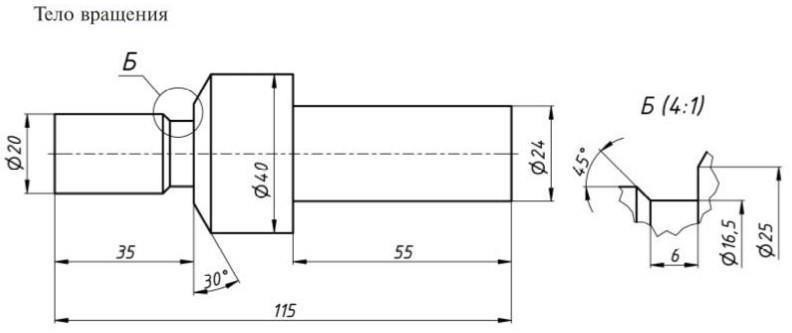 Тело вращения
Б
Б (4:1)
Ø20
Ø40
Ø24
45°
Ø16,5
Ø25
35
55
6
30°
115